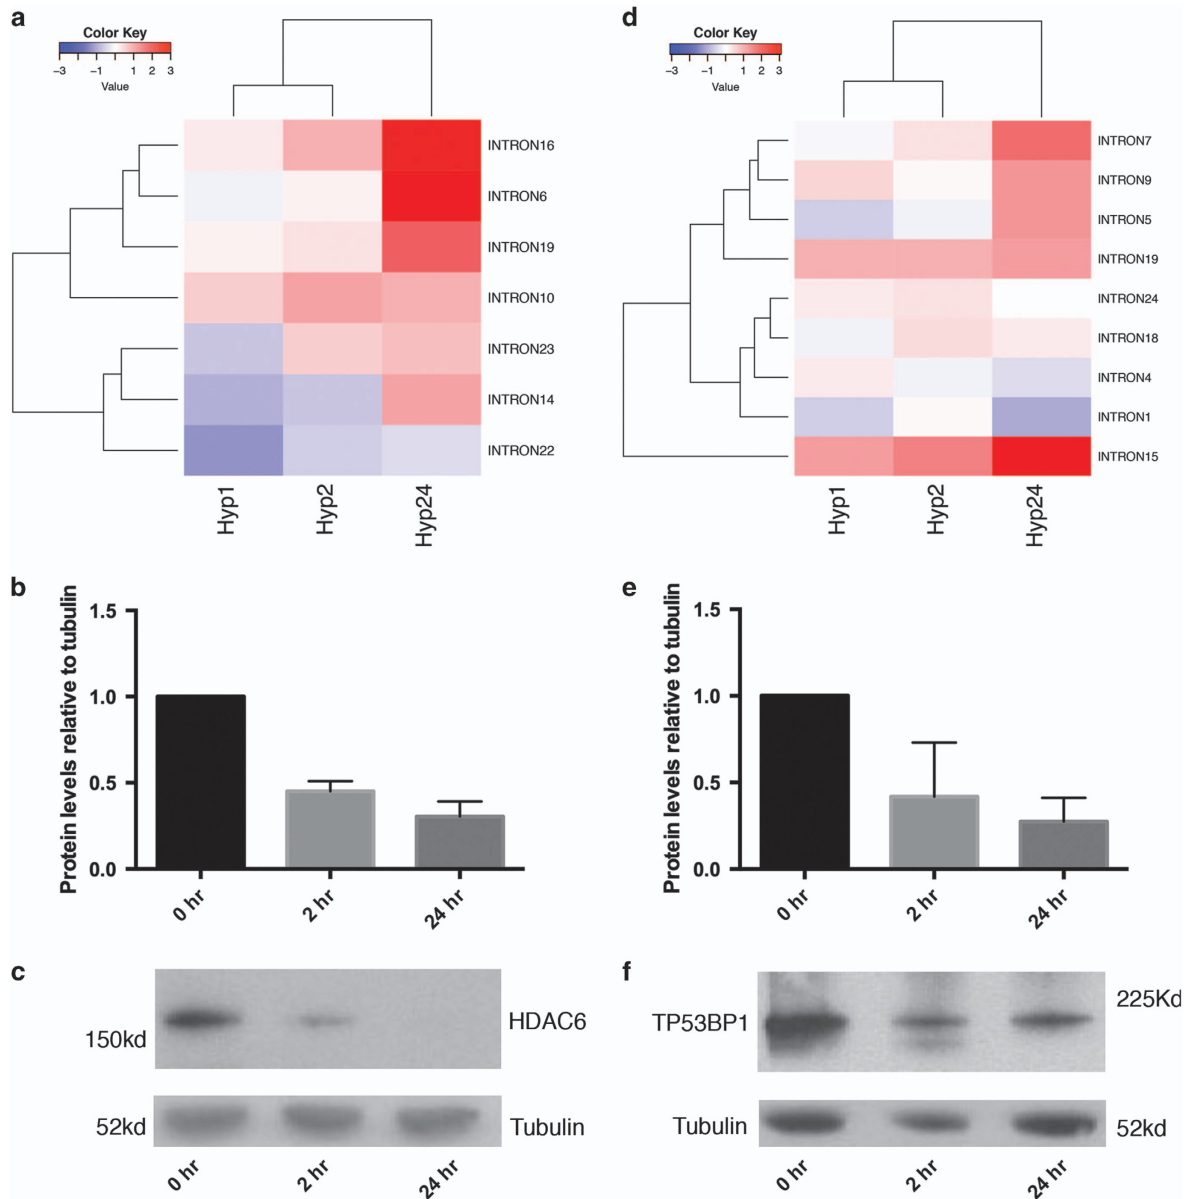 a
Color Key
−3 −1 1 2 3
Value
INTRON16
INTRON6
INTRON19
INTRON10
INTRON23
INTRON14
INTRON22
Hyp1 Hyp2 Hyp24
d
Color Key
−3 −1 1 2 3
Value
INTRON7
INTRON9
INTRON5
INTRON19
INTRON24
INTRON18
INTRON4
INTRON1
INTRON15
Hyp1 Hyp2 Hyp24
b
Protein levels relative to tubulin
1.5
1.0
0.5
0.0
0 hr 2 hr 24 hr
e
Protein levels relative to tubulin
1.5
1.0
0.5
0.0
0 hr 2 hr 24 hr
c
150kd HDAC6
52kd Tubulin
0 hr 2 hr 24 hr
f
TP53BP1 225Kd
Tubulin 52kd
0 hr 2 hr 24 hr